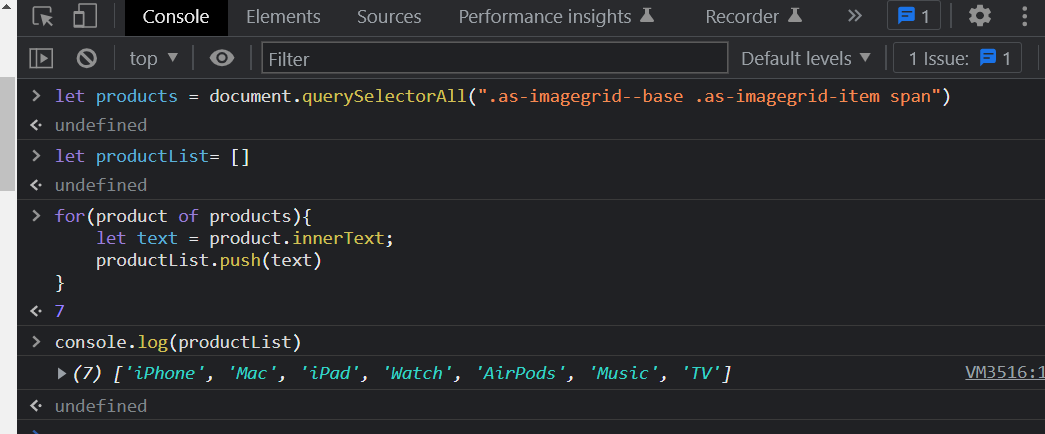 Console Elements Sources Performance insights Recorder » 1
top ▼ Filter Default levels ▼ 1 Issue: 1
> let products = document.querySelectorAll(".as-imagegrid--base .as-imagegrid-item span")
undefined
> let productList= []
undefined
> for(product of products){
    let text = product.innerText;
    productList.push(text)
}
7
> console.log(productList)
(7) ['iPhone', 'Mac', 'iPad', 'Watch', 'AirPods', 'Music', 'TV'] VM3516:1
undefined